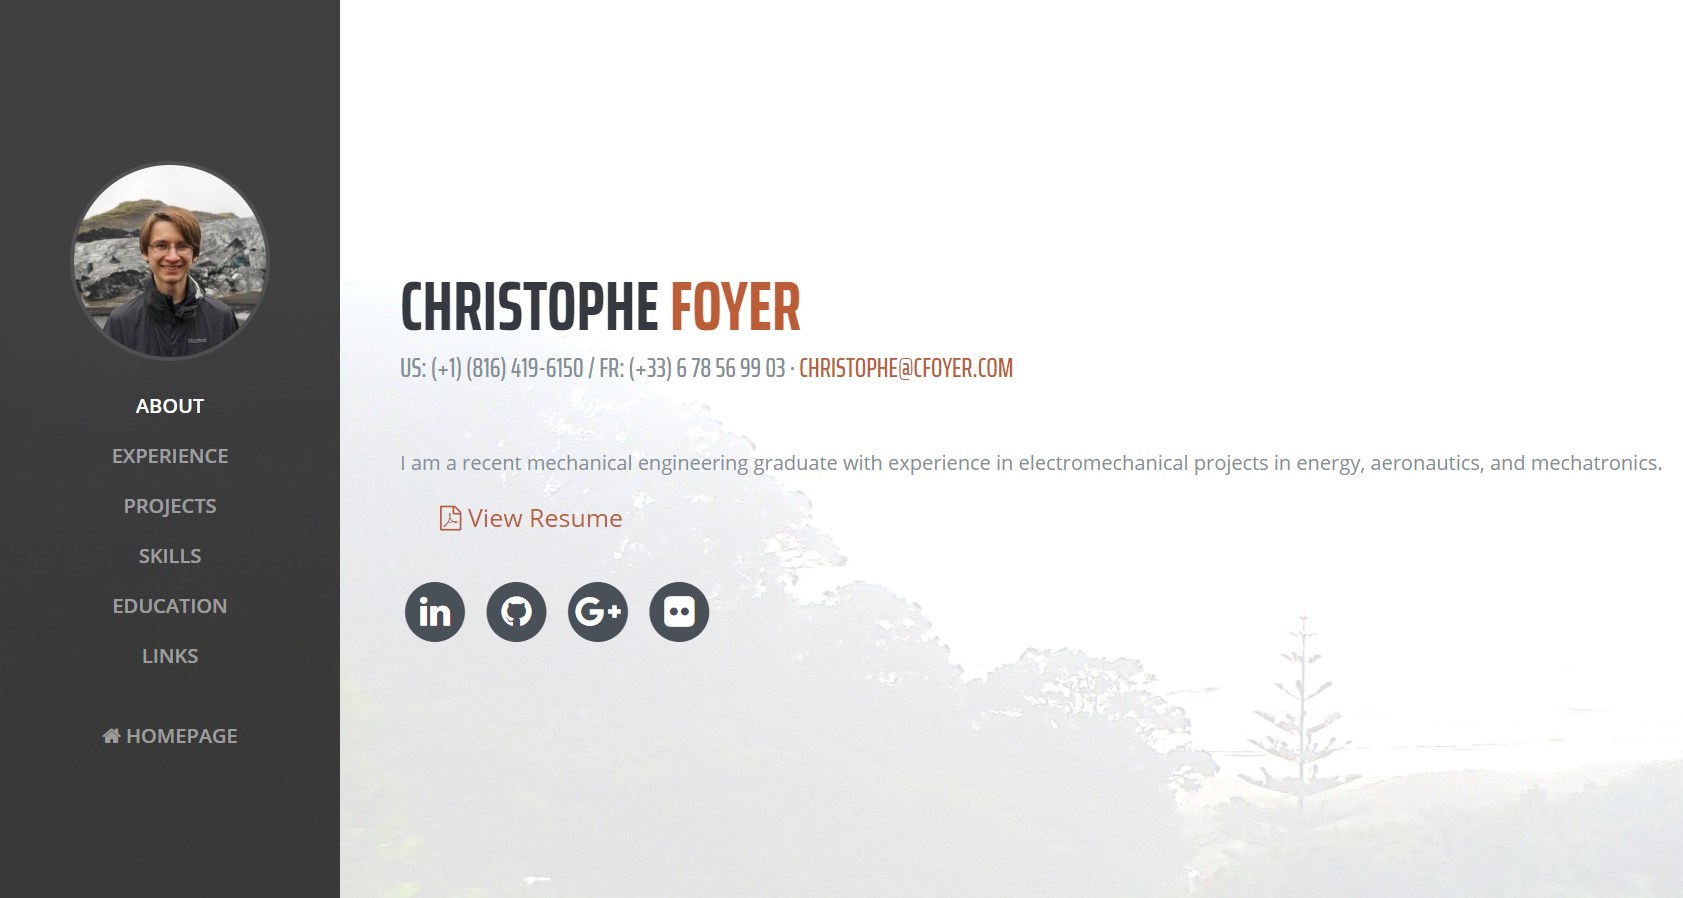 ABOUT
EXPERIENCE
PROJECTS
SKILLS
EDUCATION
LINKS
HOMEPAGE
CHRISTOPHE FOYER
US: (+1) (816) 419-6150 / FR: (+33) 6 78 56 99 03 · CHRISTOPHE@CFOYER.COM
I am a recent mechanical engineering graduate with experience in electromechanical projects in energy, aeronautics, and mechatronics.
View Resume
in
G+